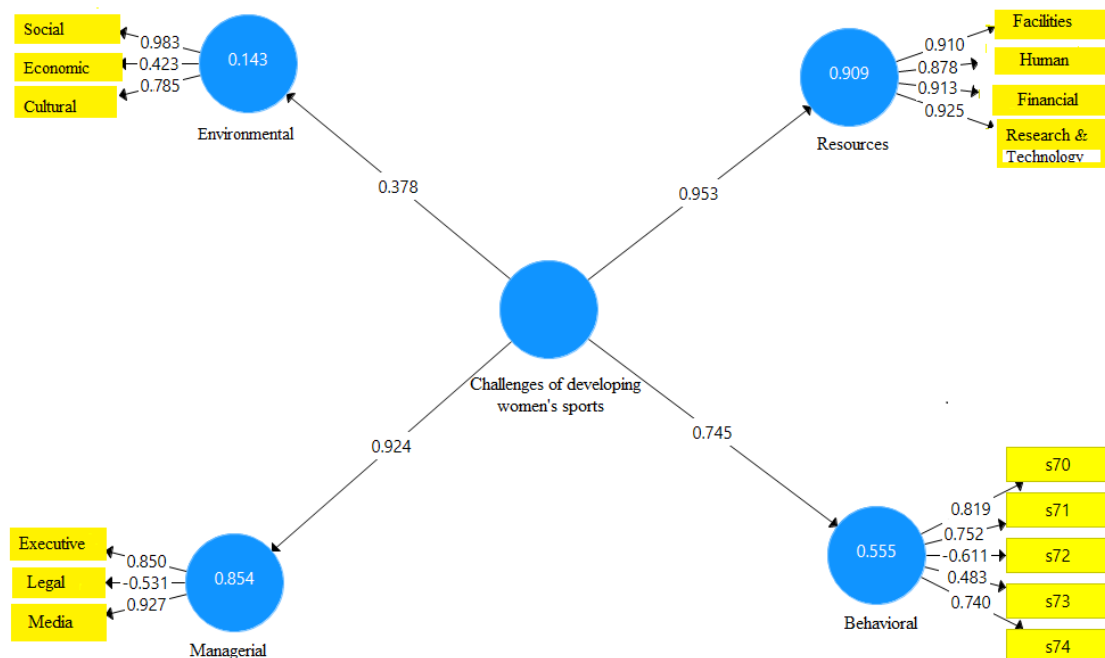 Social
0.983
0.423
0.785
Economic
Cultural
0.143
Environmental
0.909
Resources
0.910
0.878
0.913
0.925
Facilities
Human
Financial
Research &
Technology
0.378
0.953
Challenges of developing
women's sports
0.924
0.745
Executive
Legal
Media
0.850
-0.531
0.927
0.854
Managerial
0.555
Behavioral
0.819
0.752
-0.611
0.483
0.740
s70
s71
s72
s73
s74